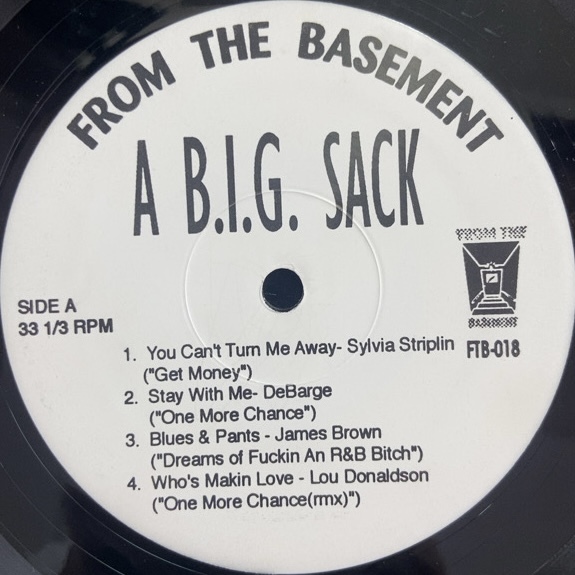 FROM THE BASEMENT
A B.I.G. SACK
FROM THE
BASEMENT
FTB-018
SIDE A
33 1/3 RPM
1. You Can't Turn Me Away- Sylvia Striplin
("Get Money")
2. Stay With Me- DeBarge
("One More Chance")
3. Blues & Pants - James Brown
("Dreams of Fuckin An R&B Bitch")
4. Who's Makin Love - Lou Donaldson
("One More Chance(rmx)")